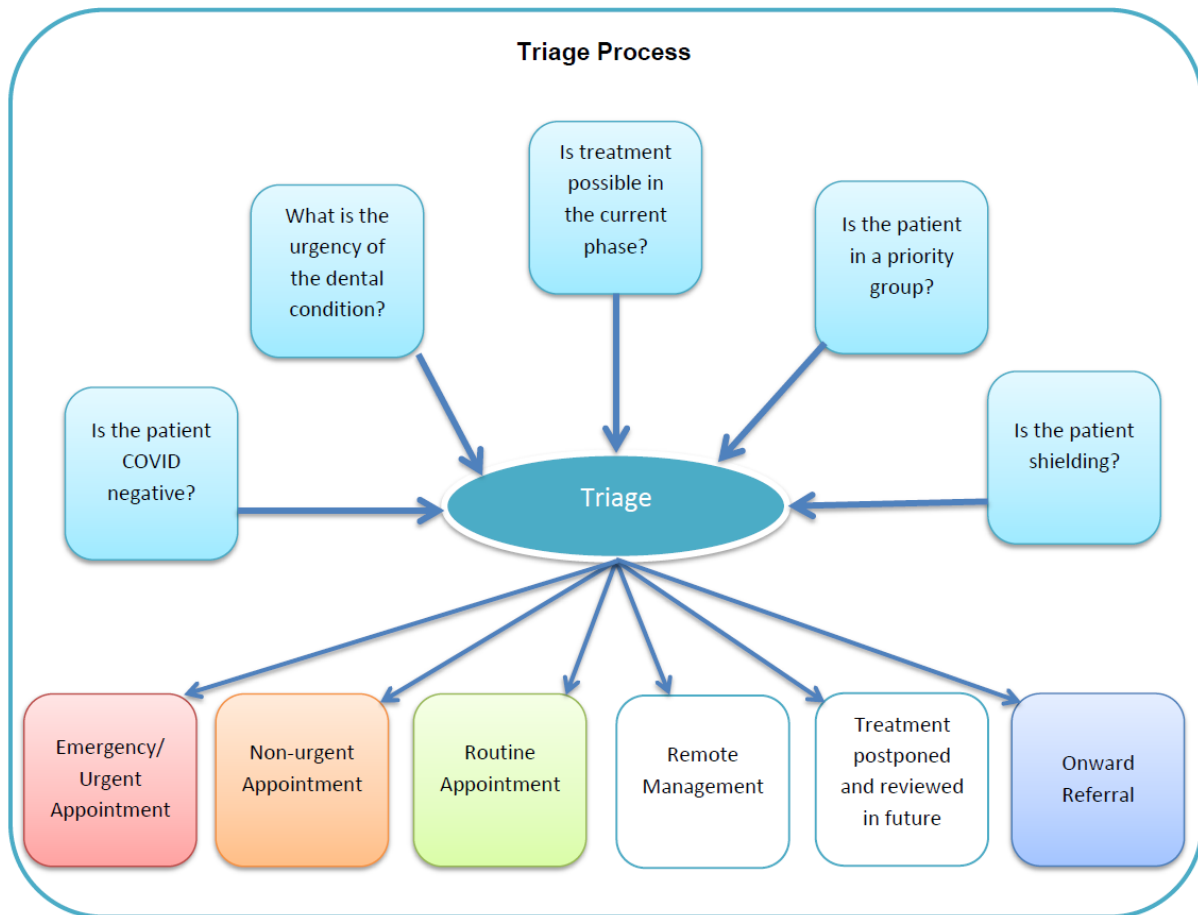 Triage Process
Is treatment
possible in
the current
phase?
What is the
urgency of
the dental
condition?
Is the patient
in a priority
group?
Is the patient
COVID
negative?
Is the patient
shielding?
Triage
Emergency/
Urgent
Appointment
Non-urgent
Appointment
Routine
Appointment
Remote
Management
Treatment
postponed
and reviewed
in future
Onward
Referral